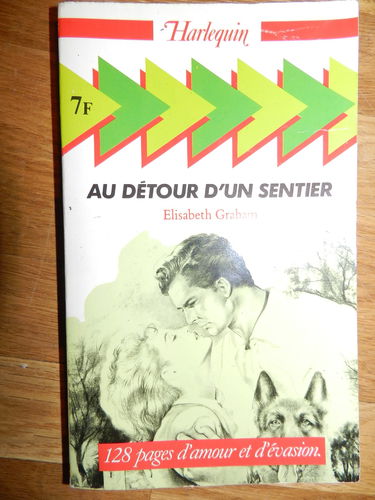 Harlequin
7F
AU DÉTOUR D'UN SENTIER
Elisabeth Graham
128 pages d'amour et d'évasion.